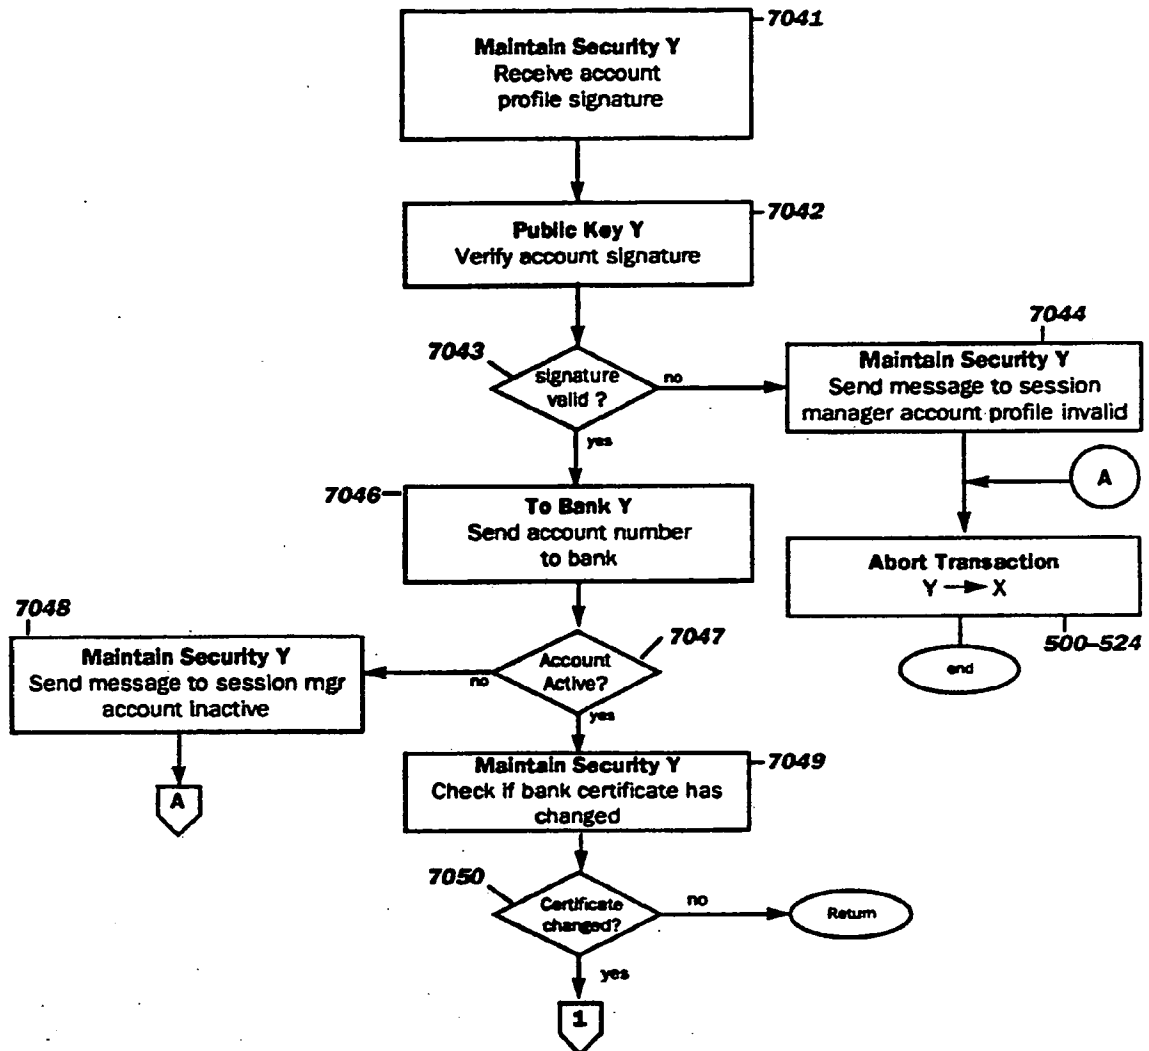 7041
Maintain Security Y
Receive account
profile signature
7042
Public Key Y
Verify account signature
7043
signature
valid ?
no
yes
7044
Maintain Security Y
Send message to session
manager account profile invalid
A
Abort Transaction
Y → X
500–524
end
7046
To Bank Y
Send account number
to bank
7047
Account
Active?
no
yes
7048
Maintain Security Y
Send message to session mgr
account inactive
A
7049
Maintain Security Y
Check if bank certificate has
changed
7050
Certificate
changed?
no
Return
yes
1